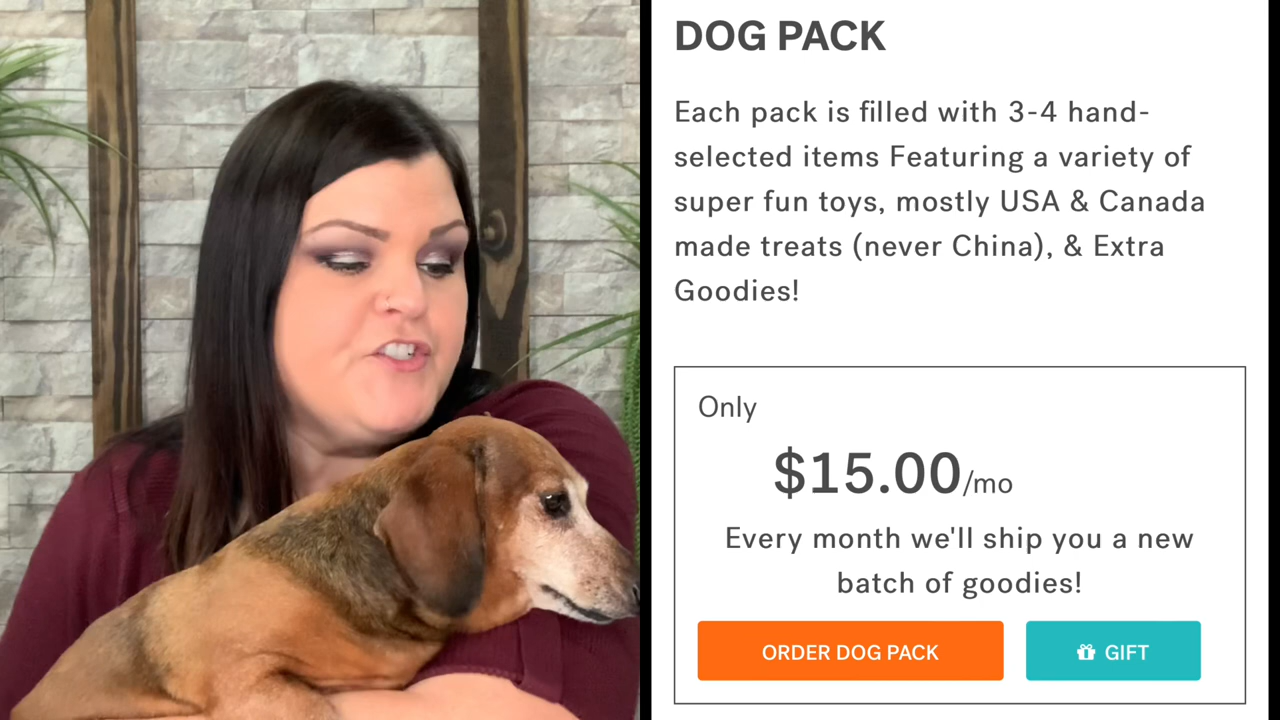 DOG PACK
Each pack is filled with 3-4 hand-
selected items Featuring a variety of
super fun toys, mostly USA & Canada
made treats (never China), & Extra
Goodies!
Only
$15.00/mo
Every month we'll ship you a new
batch of goodies!
ORDER DOG PACK
GIFT